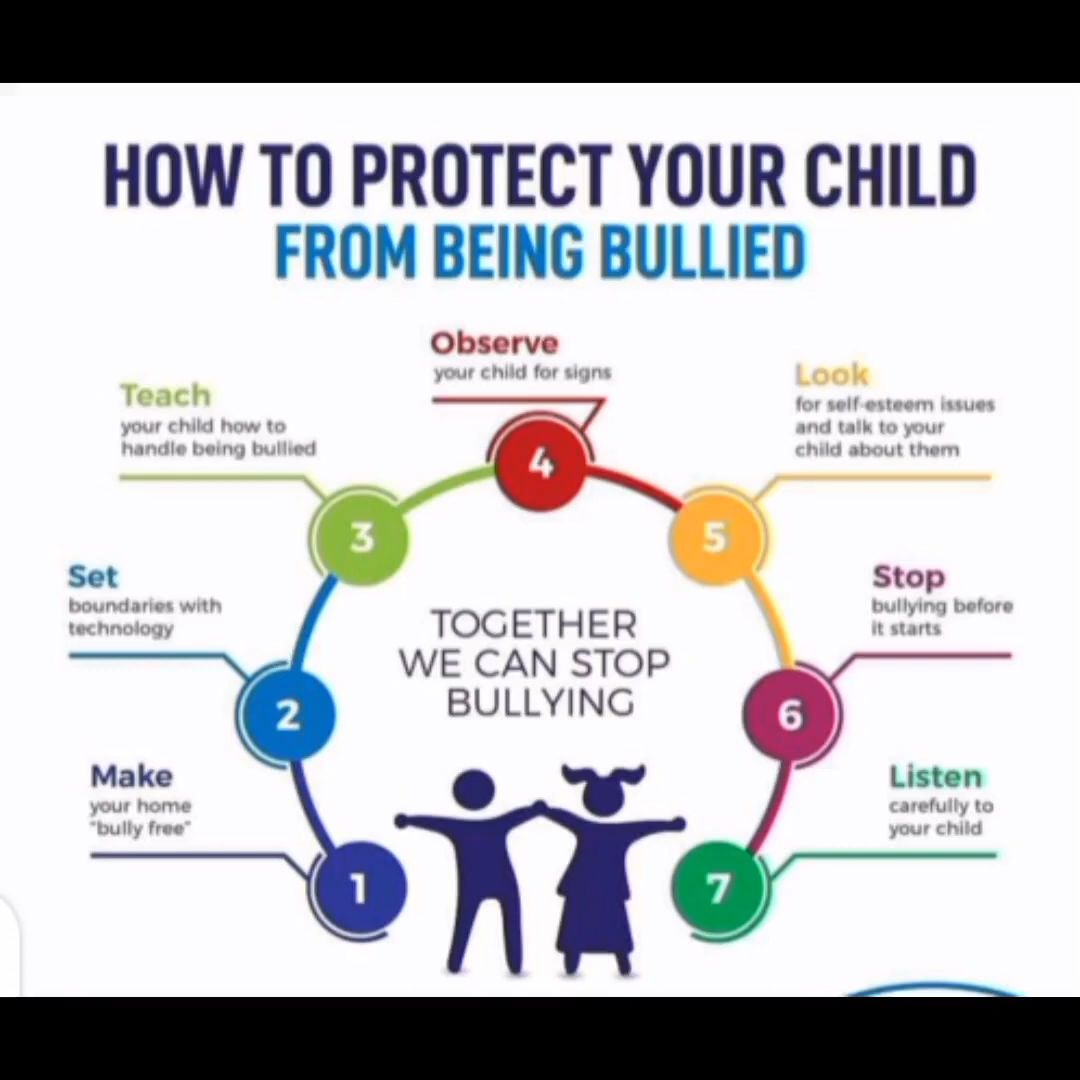 HOW TO PROTECT YOUR CHILD
FROM BEING BULLIED
1
Make
your home
"bully free"
2
Set
boundaries with
technology
3
Teach
your child how to
handle being bullied
4
Observe
your child for signs
5
Look
for self-esteem issues
and talk to your
child about them
6
Stop
bullying before
it starts
7
Listen
carefully to
your child
TOGETHER
WE CAN STOP
BULLYING